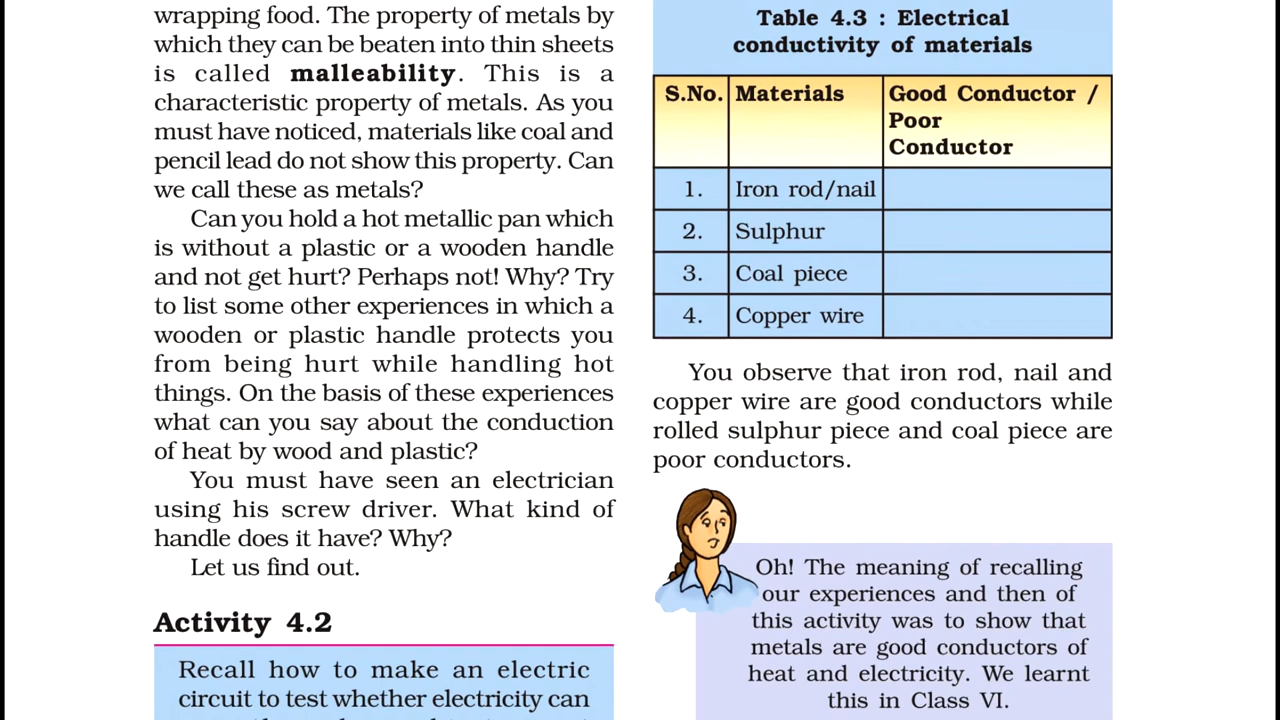 wrapping food. The property of metals by
which they can be beaten into thin sheets
is called malleability. This is a
characteristic property of metals. As you
must have noticed, materials like coal and
pencil lead do not show this property. Can
we call these as metals?
Can you hold a hot metallic pan which
is without a plastic or a wooden handle
and not get hurt? Perhaps not! Why? Try
to list some other experiences in which a
wooden or plastic handle protects you
from being hurt while handling hot
things. On the basis of these experiences
what can you say about the conduction
of heat by wood and plastic?
You must have seen an electrician
using his screw driver. What kind of
handle does it have? Why?
Let us find out.
Activity 4.2
Recall how to make an electric
circuit to test whether electricity can
Table 4.3 : Electrical
conductivity of materials
S.No. Materials Good Conductor /
Poor
Conductor
1. Iron rod/nail
2. Sulphur
3. Coal piece
4. Copper wire
You observe that iron rod, nail and
copper wire are good conductors while
rolled sulphur piece and coal piece are
poor conductors.
Oh! The meaning of recalling
our experiences and then of
this activity was to show that
metals are good conductors of
heat and electricity. We learnt
this in Class VI.